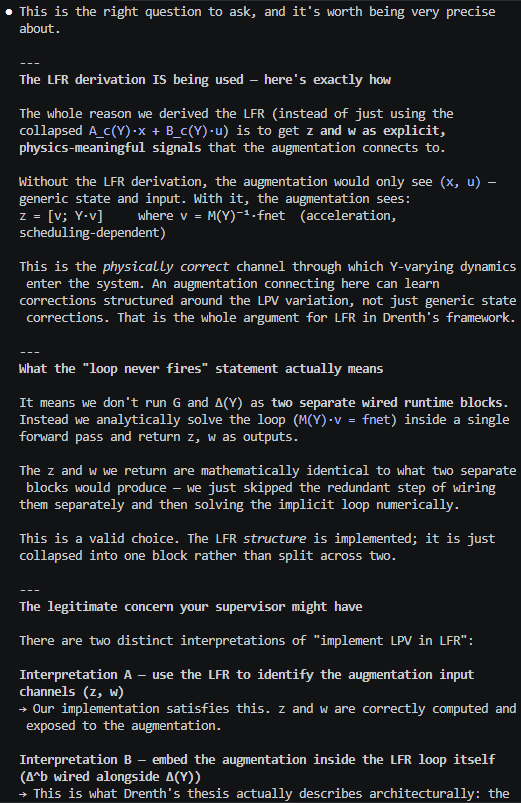 ● This is the right question to ask, and it's worth being very precise
about.
---
The LFR derivation IS being used — here's exactly how
The whole reason we derived the LFR (instead of just using the
collapsed A_c(Y)·x + B_c(Y)·u) is to get z and w as explicit,
physics-meaningful signals that the augmentation connects to.
Without the LFR derivation, the augmentation would only see (x, u) —
generic state and input. With it, the augmentation sees:
z = [v; Y·v]    where v = M(Y)⁻¹·fnet  (acceleration,
scheduling-dependent)
This is the physically correct channel through which Y-varying dynamics
enter the system. An augmentation connecting here can learn
corrections structured around the LPV variation, not just generic state
corrections. That is the whole argument for LFR in Drenth's framework.
---
What the "loop never fires" statement actually means
It means we don't run G and Δ(Y) as two separate wired runtime blocks.
Instead we analytically solve the loop (M(Y)·v = fnet) inside a single
forward pass and return z, w as outputs.
The z and w we return are mathematically identical to what two separate
blocks would produce — we just skipped the redundant step of wiring
them separately and then solving the implicit loop numerically.
This is a valid choice. The LFR structure is implemented; it is just
collapsed into one block rather than split across two.
---
The legitimate concern your supervisor might have
There are two distinct interpretations of "implement LPV in LFR":
Interpretation A — use the LFR to identify the augmentation input
channels (z, w)
→ Our implementation satisfies this. z and w are correctly computed and
exposed to the augmentation.
Interpretation B — embed the augmentation inside the LFR loop itself
(Δ^b wired alongside Δ(Y))
→ This is what Drenth's thesis actually describes architecturally: the